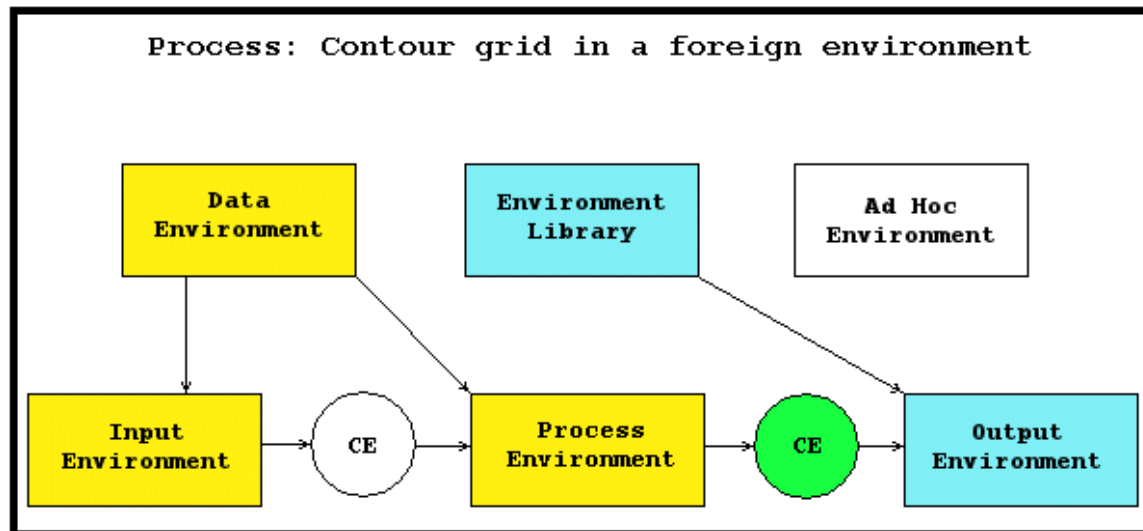 Process: Contour grid in a foreign environment
Data
Environment
Environment
Library
Ad Hoc
Environment
Input
Environment
CE
Process
Environment
CE
Output
Environment